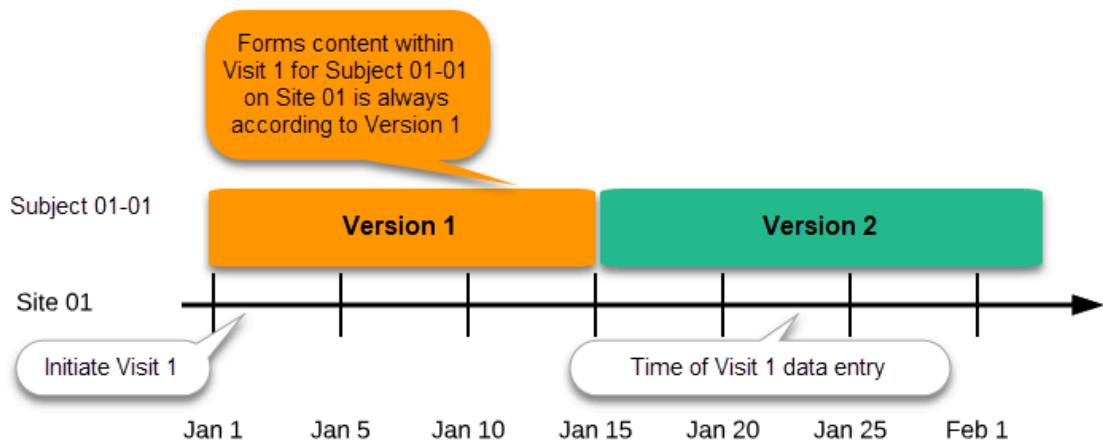 Forms content within
Visit 1 for Subject 01-01
on Site 01 is always
according to Version 1
Subject 01-01
Version 1
Version 2
Site 01
Initiate Visit 1
Time of Visit 1 data entry
Jan 1
Jan 5
Jan 10
Jan 15
Jan 20
Jan 25
Feb 1